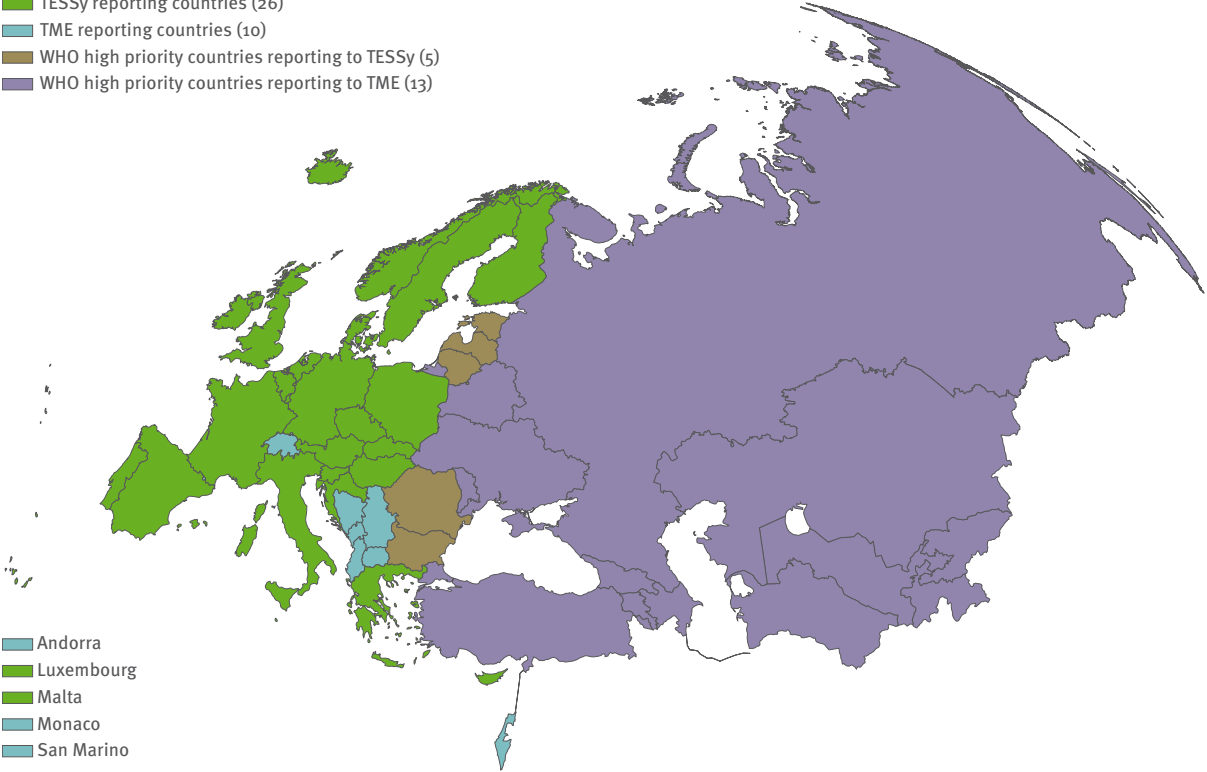 TESSy reporting countries (26)
TME reporting countries (10)
WHO high priority countries reporting to TESSy (5)
WHO high priority countries reporting to TME (13)
Andorra
Luxembourg
Malta
Monaco
San Marino